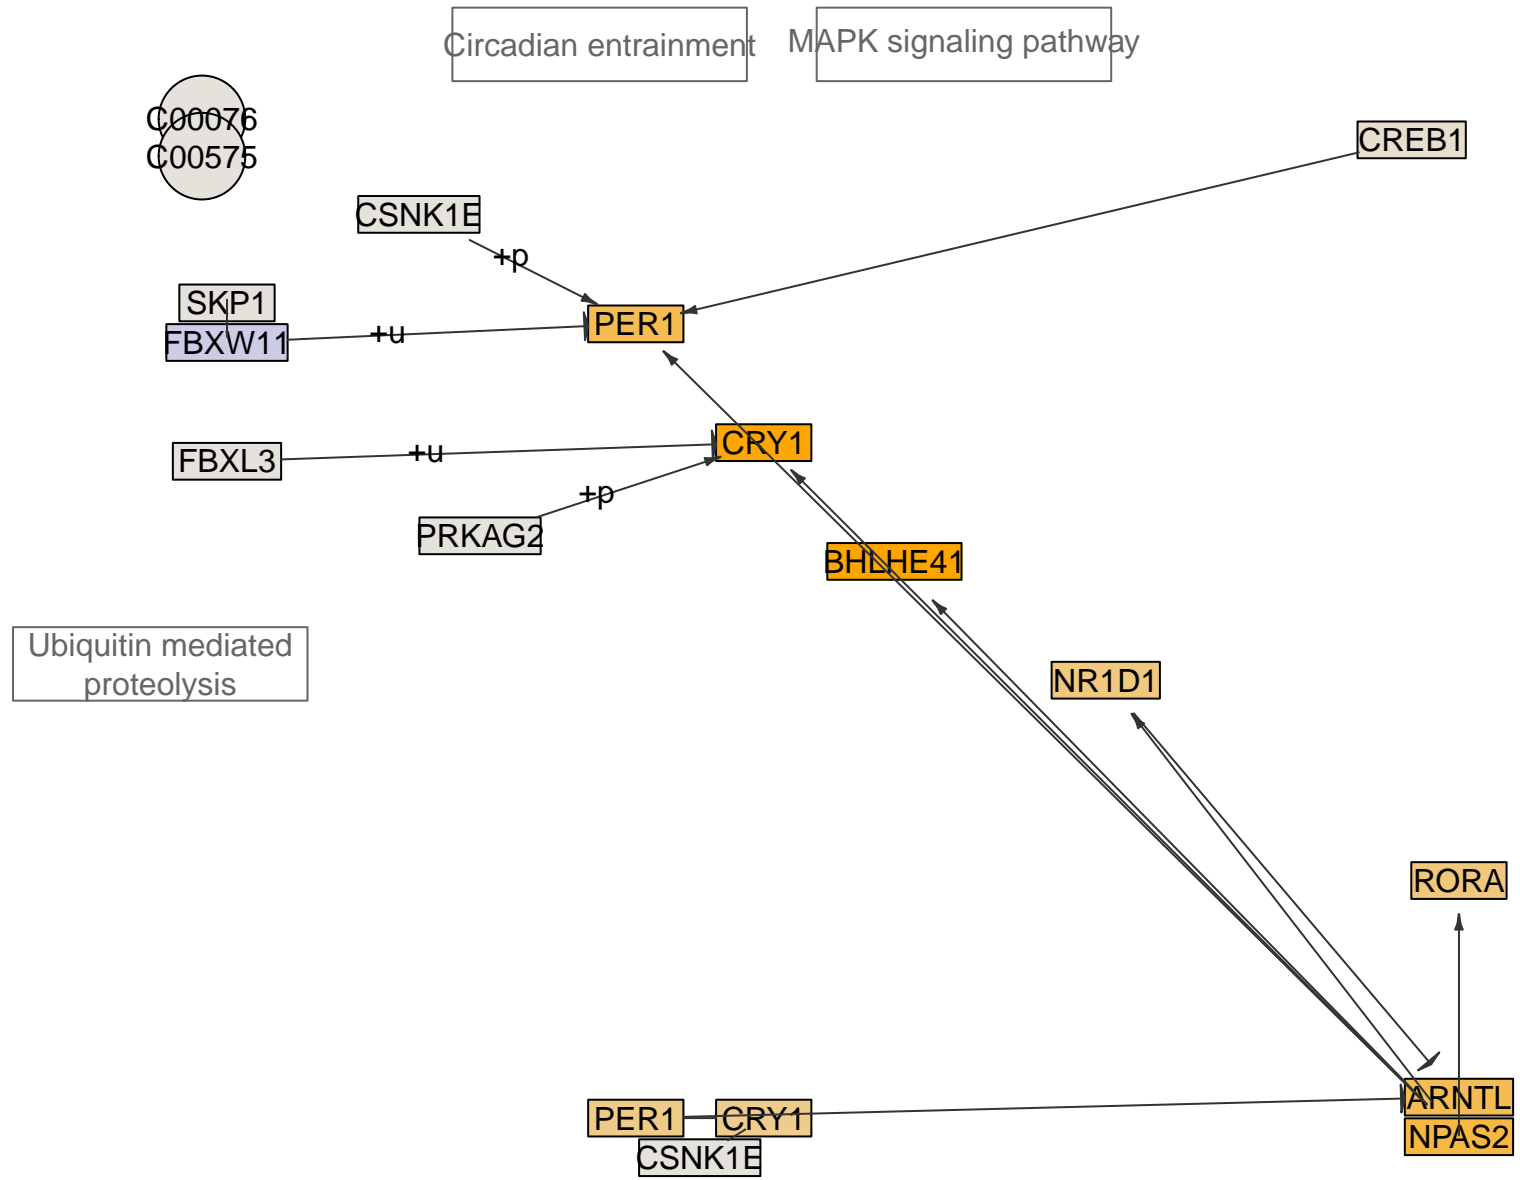 Circadian entrainment
MAPK signaling pathway
C00076
C00575
CREB1
CSNK1E
+p
SKP1
PER1
FBXW11
+u
CRY1
FBXL3
+u
+p
PRKAG2
BHLHE41
Ubiquitin mediated
proteolysis
NR1D1
RORA
ARNTL
PER1
CRY1
NPAS2
CSNK1E